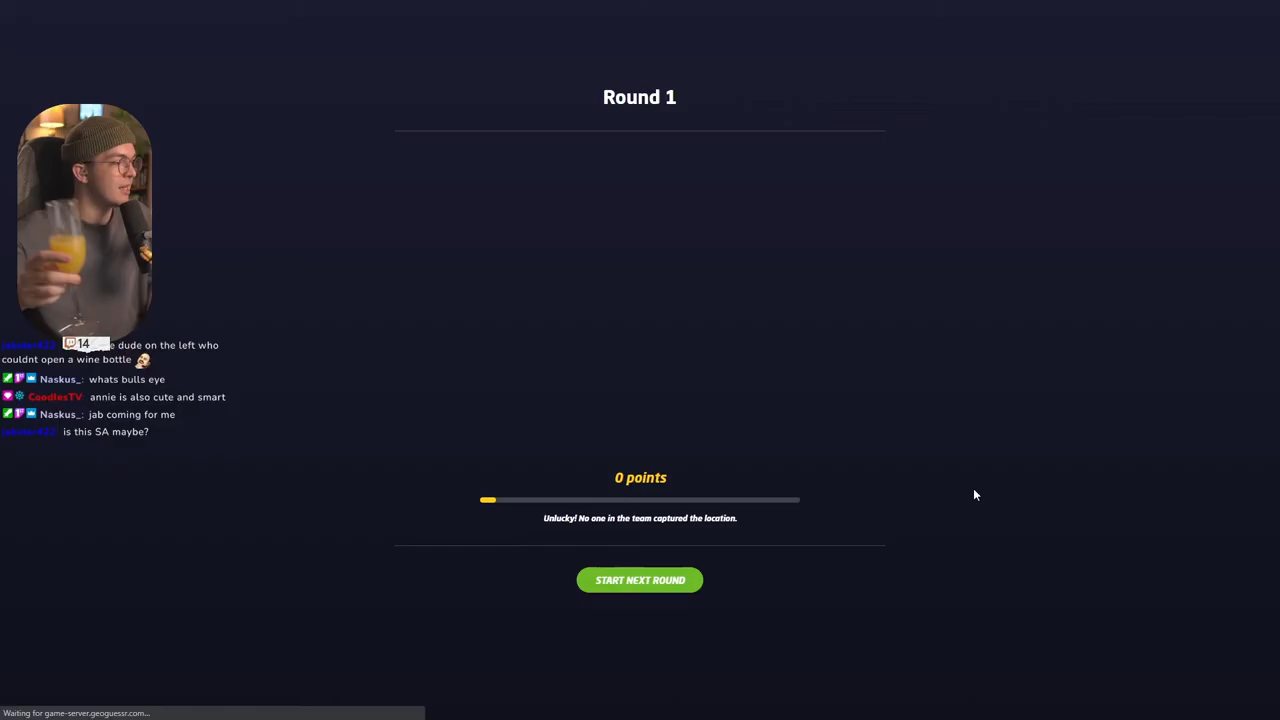 Round 1
14
e dude on the left who
couldnt open a wine bottle
Naskus_: whats bulls eye
CoodlesTV annie is also cute and smart
Naskus_: jab coming for me
is this SA maybe?
0 points
Unlucky! No one in the team captured the location.
START NEXT ROUND
Waiting for game-server.geoguessr.com...